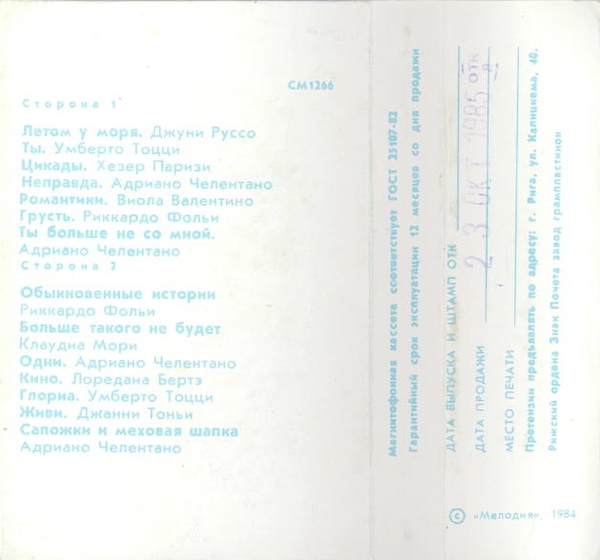 СМ1266
Сторона 1
Летом у моря. Джуни Руссо
Ты. Умберто Тоцци
Цикады. Хезер Паризи
Неправда. Адриано Челентано
Романтики. Виола Валентино
Грусть. Риккардо Фольи
Ты больше не со мной.
Адриано Челентано
Сторона 2
Обыкновенные истории
Риккардо Фольи
Больше такого не будет
Клаудиа Мори
Одни. Адриано Челентано
Кино. Лоредана Бертэ
Глориа. Умберто Тоцци
Живи. Джанни Тоньи
Сапожки и меховая шапка
Адриано Челентано
Магнитофонная кассета соответствует ГОСТ 25107-82
Гарантийный срок эксплуатации 12 месяцев со дня продажи
ДАТА ВЫПУСКА И ШТАМП ОТК
23 ОКТ 1985 ОТК
ДАТА ПРОДАЖИ
МЕСТО ПЕЧАТИ
Претензии предъявлять по адресу: г. Рига, ул. Калнциема, 40.
Рижский ордена Знак Почета завод грампластинок
© «Мелодия», 1984